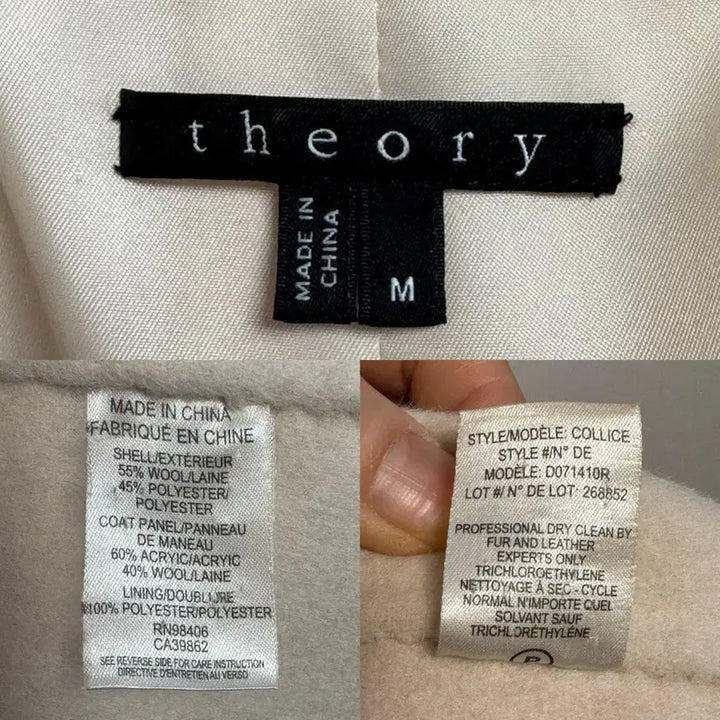 theory
MADE IN
CHINA
M
MADE IN CHINA
FABRIQUÉ EN CHINE
SHELL/EXTÉRIEUR
55% WOOL/LAINE
45% POLYESTER/
POLYESTER
COAT PANEL/PANNEAU
DE MANEAU
60% ACRYLIC/ACRYLIC
40% WOOL/LAINE
LINING/DOUBLURE
100% POLYESTER/POLYESTER
RN98406
CA39862
SEE REVERSE SIDE FOR CARE INSTRUCTION
DIRECTIVE D'ENTRETIEN AU VERSO
STYLE/MODÈLE: COLLICE
STYLE #/N° DE
MODÈLE: D071410R
LOT #/ N° DE LOT: 268852
PROFESSIONAL DRY CLEAN BY
FUR AND LEATHER
EXPERTS ONLY
TRICHLOROETHYLENE
NETTOYAGE À SEC - CYCLE
NORMAL N'IMPORTE QUEL
SOLVANT SAUF
TRICHLORÉTHYLÉNE
P